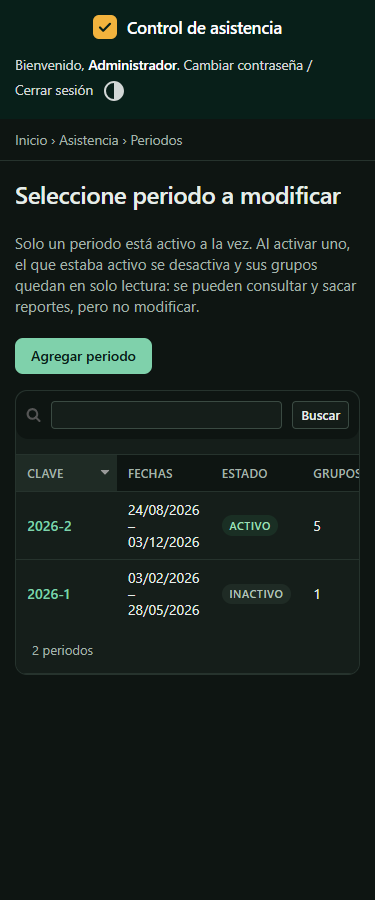 Control de asistencia
Bienvenido, Administrador. Cambiar contraseña /
Cerrar sesión
Inicio › Asistencia › Periodos
Seleccione periodo a modificar
Solo un periodo está activo a la vez. Al activar uno,
el que estaba activo se desactiva y sus grupos
quedan en solo lectura: se pueden consultar y sacar
reportes, pero no modificar.
Agregar periodo
Buscar
CLAVE FECHAS ESTADO GRUPOS
2026-2 24/08/2026 – 03/12/2026 ACTIVO 5
2026-1 03/02/2026 – 28/05/2026 INACTIVO 1
2 periodos